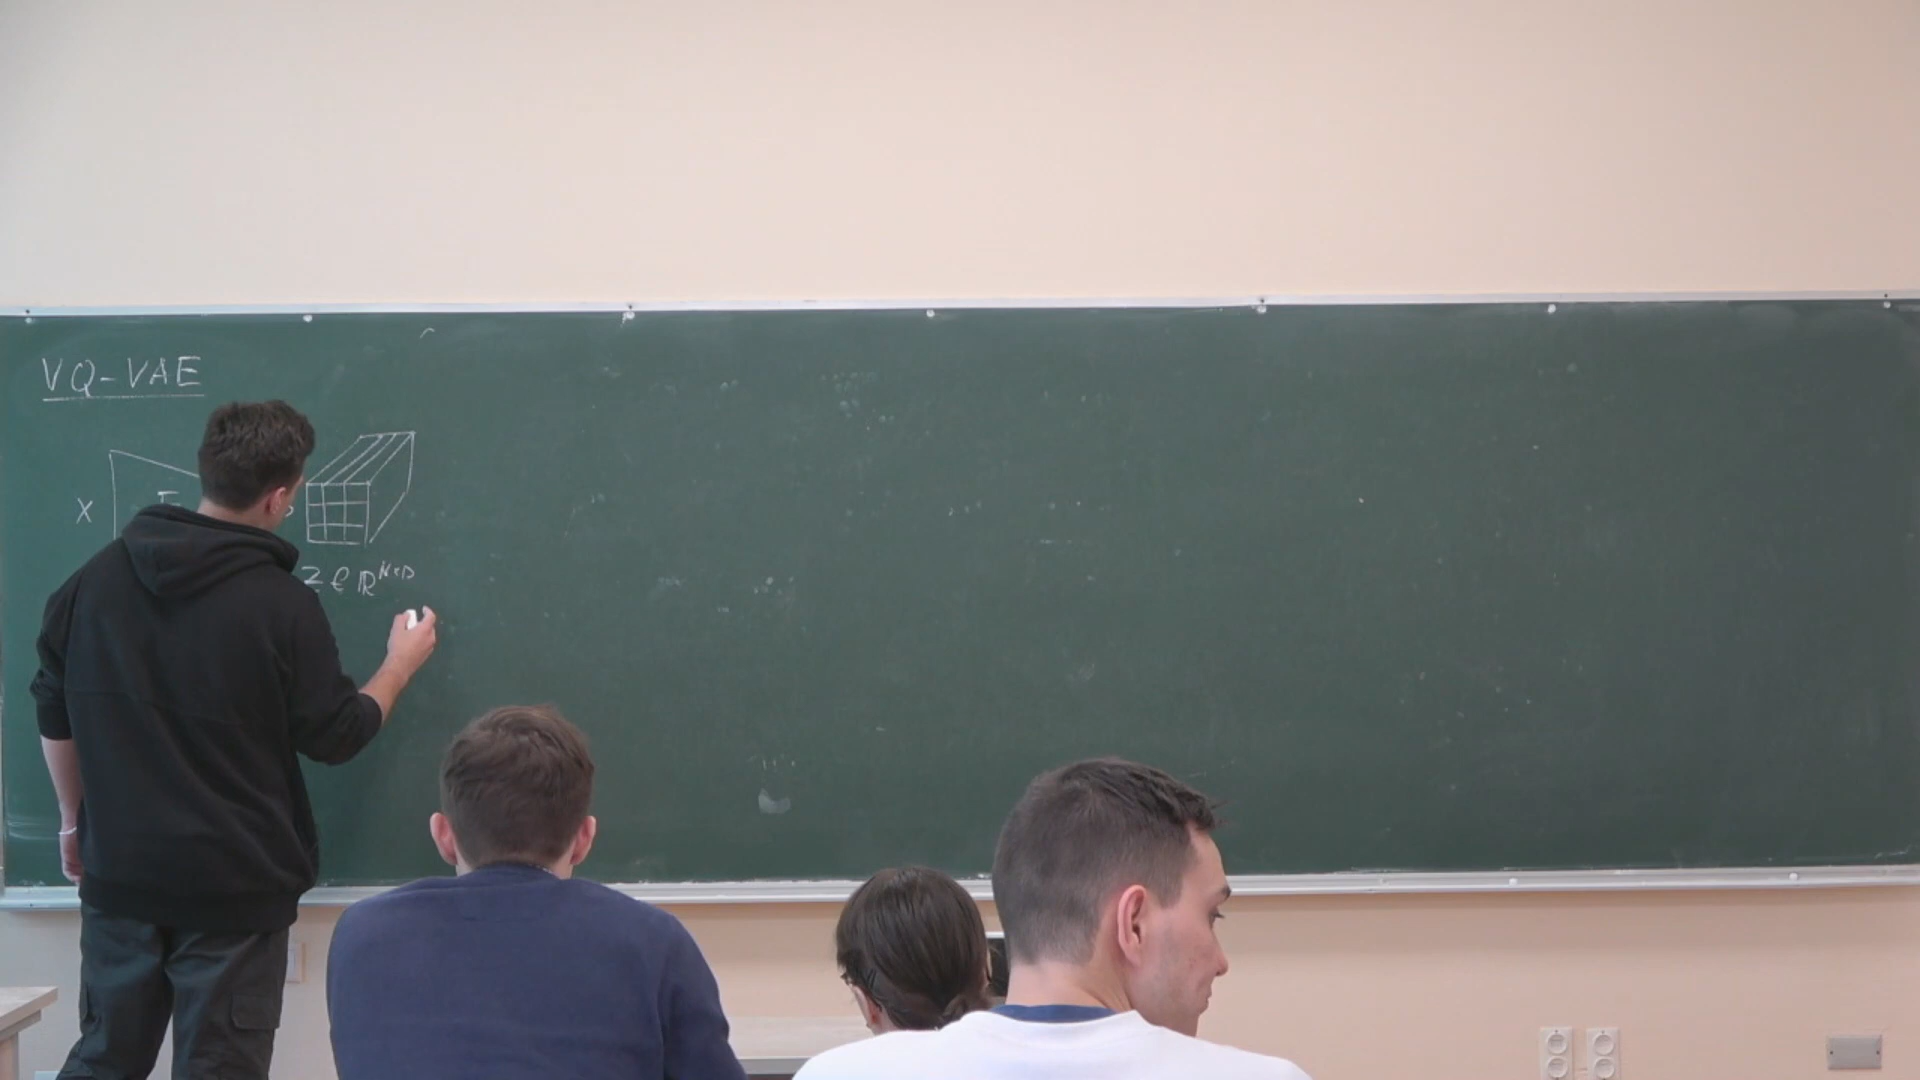 VQ-VAE
X
E
Z ∈ ℝ^{N×D}